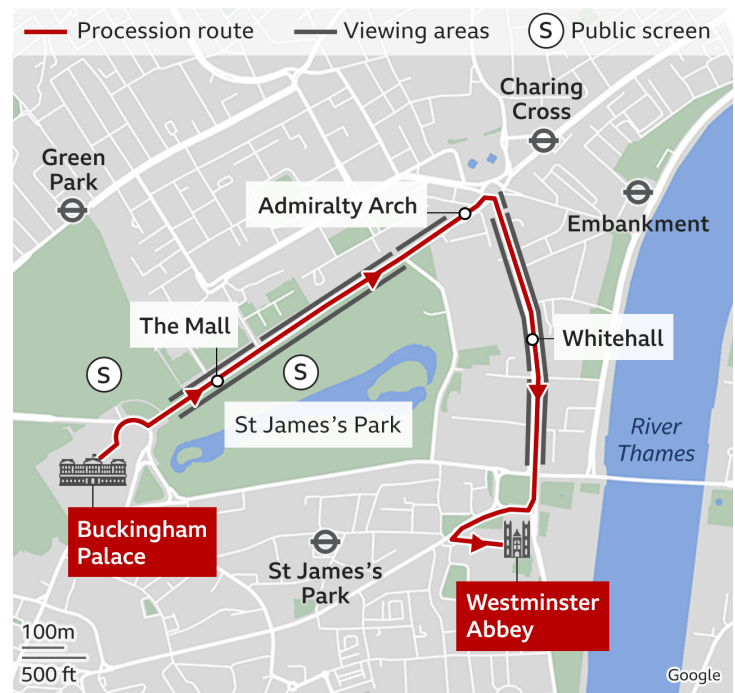 Procession route
Viewing areas
S Public screen
Charing
Cross
Green
Park
Admiralty Arch
Embankment
The Mall
Whitehall
S
S
St James's Park
River
Thames
Buckingham
Palace
St James's
Park
Westminster
Abbey
100m
500 ft
Google